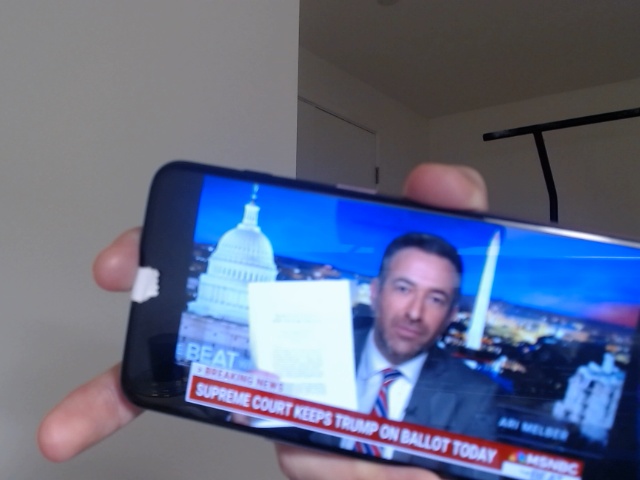 BEAT
BREAKING NEWS
SUPREME COURT KEEPS TRUMP ON BALLOT TODAY
ARI MELBER
MSNBC